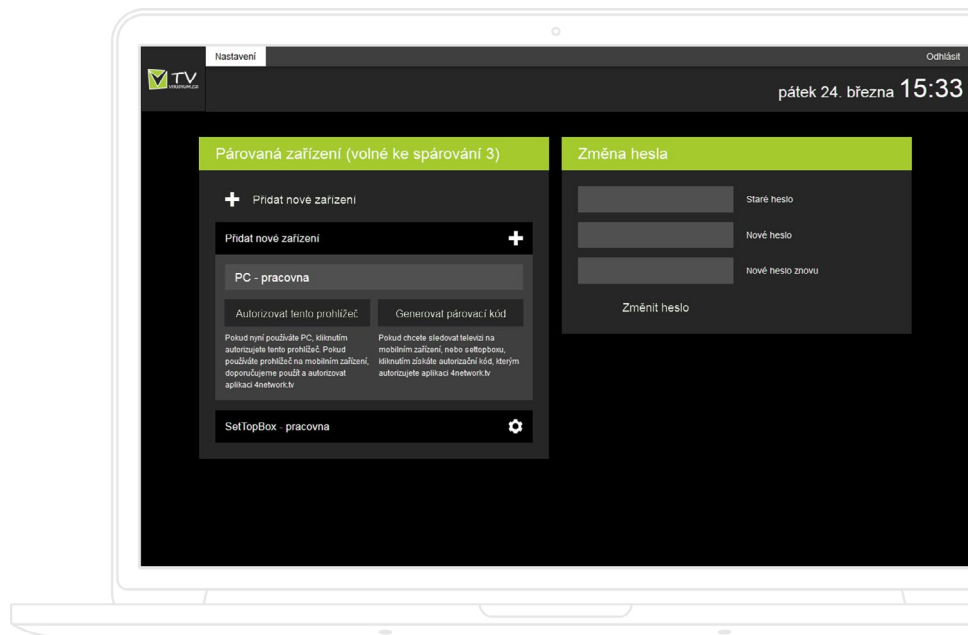 Nastavení
Odhlásit
TV
pátek 24. března 15:33
Párovaná zařízení (volné ke spárování 3)
Přidat nové zařízení
Přidat nové zařízení
PC - pracovna
Autorizovat tento prohlížeč
Generovat párovací kód
Pokud nyní používáte PC, kliknutím
autorizujete tento prohlížeč. Pokud
používáte prohlížeč na mobilním zařízení,
doporučujeme použít a autorizovat
aplikaci 4network.tv
Pokud chcete sledovat televizi na
mobilním zařízení, nebo settopboxu,
kliknutím získáte autorizační kód, kterým
autorizujete aplikaci 4network.tv
SetTopBox - pracovna
Změna hesla
Staré heslo
Nové heslo
Nové heslo znovu
Změnit heslo